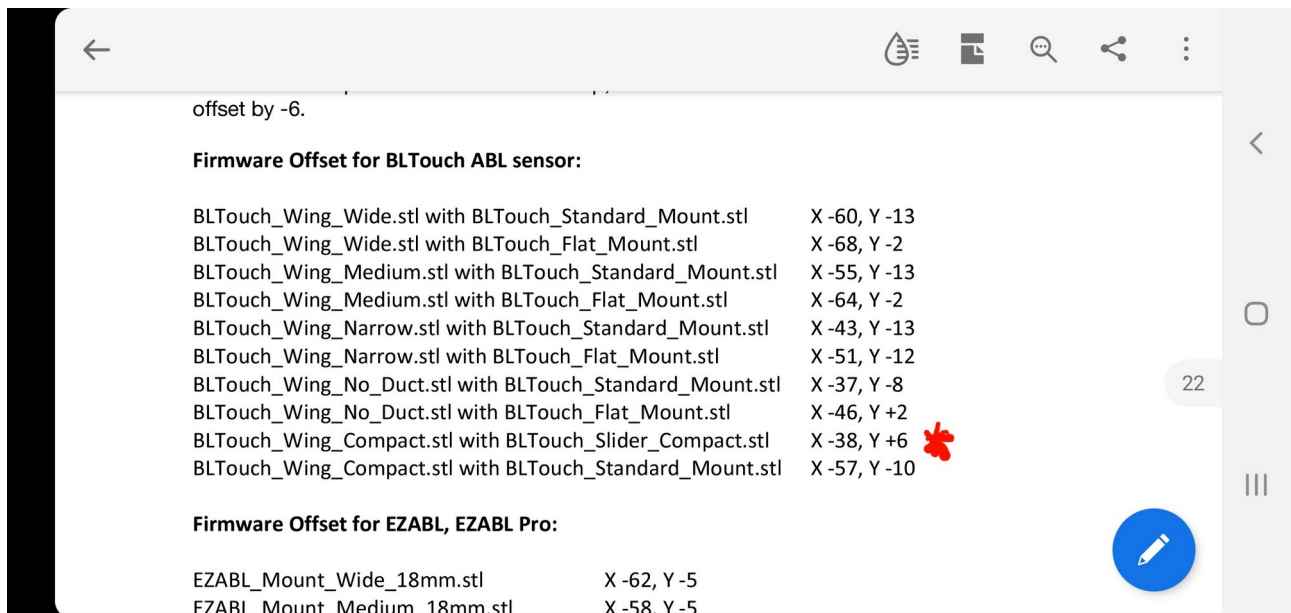 offset by -6.
Firmware Offset for BLTouch ABL sensor:
BLTouch_Wing_Wide.stl with BLTouch_Standard_Mount.stl X -60, Y -13
BLTouch_Wing_Wide.stl with BLTouch_Flat_Mount.stl X -68, Y -2
BLTouch_Wing_Medium.stl with BLTouch_Standard_Mount.stl X -55, Y -13
BLTouch_Wing_Medium.stl with BLTouch_Flat_Mount.stl X -64, Y -2
BLTouch_Wing_Narrow.stl with BLTouch_Standard_Mount.stl X -43, Y -13
BLTouch_Wing_Narrow.stl with BLTouch_Flat_Mount.stl X -51, Y -12
BLTouch_Wing_No_Duct.stl with BLTouch_Standard_Mount.stl X -37, Y -8
BLTouch_Wing_No_Duct.stl with BLTouch_Flat_Mount.stl X -46, Y +2
BLTouch_Wing_Compact.stl with BLTouch_Slider_Compact.stl X -38, Y +6
BLTouch_Wing_Compact.stl with BLTouch_Standard_Mount.stl X -57, Y -10
22
Firmware Offset for EZABL, EZABL Pro:
EZABL_Mount_Wide_18mm.stl X -62, Y -5
EZABL_Mount_Medium_18mm.stl X -58, Y -5